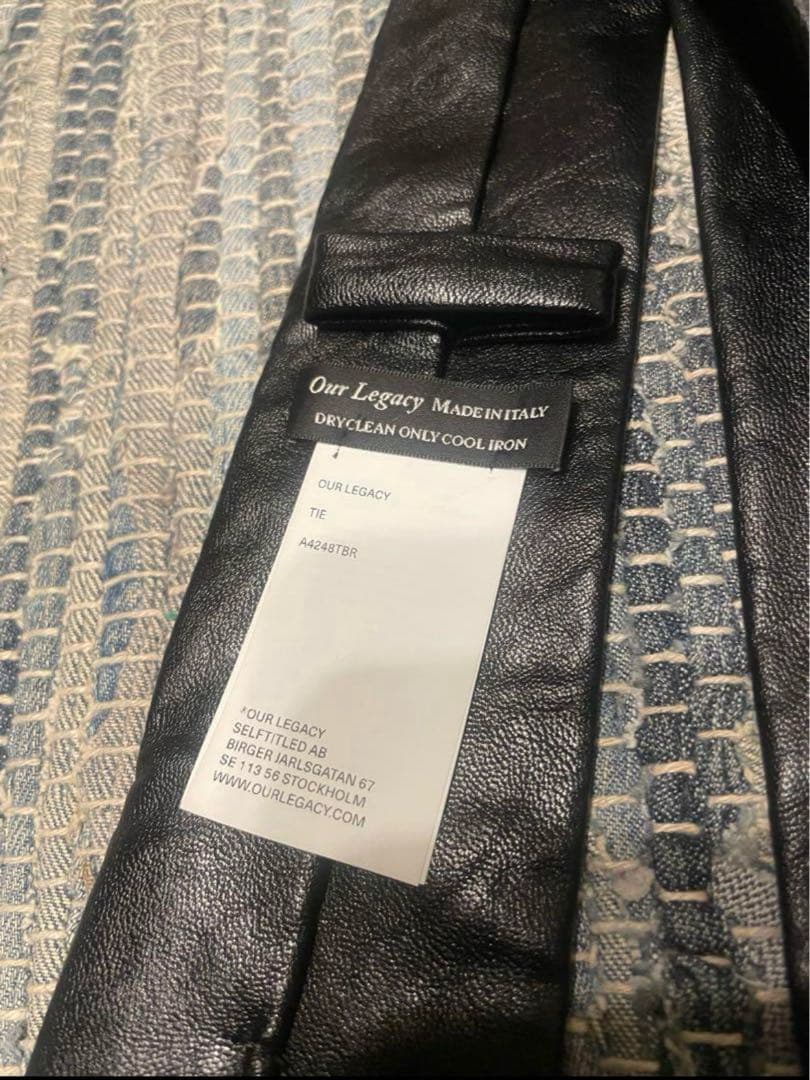 Our Legacy MADE IN ITALY
DRYCLEAN ONLY COOL IRON
OUR LEGACY
TIE
A4248TBR
*OUR LEGACY
SELFTITLED AB
BIRGER JARLSGATAN 67
SE 113 56 STOCKHOLM
WWW.OURLEGACY.COM